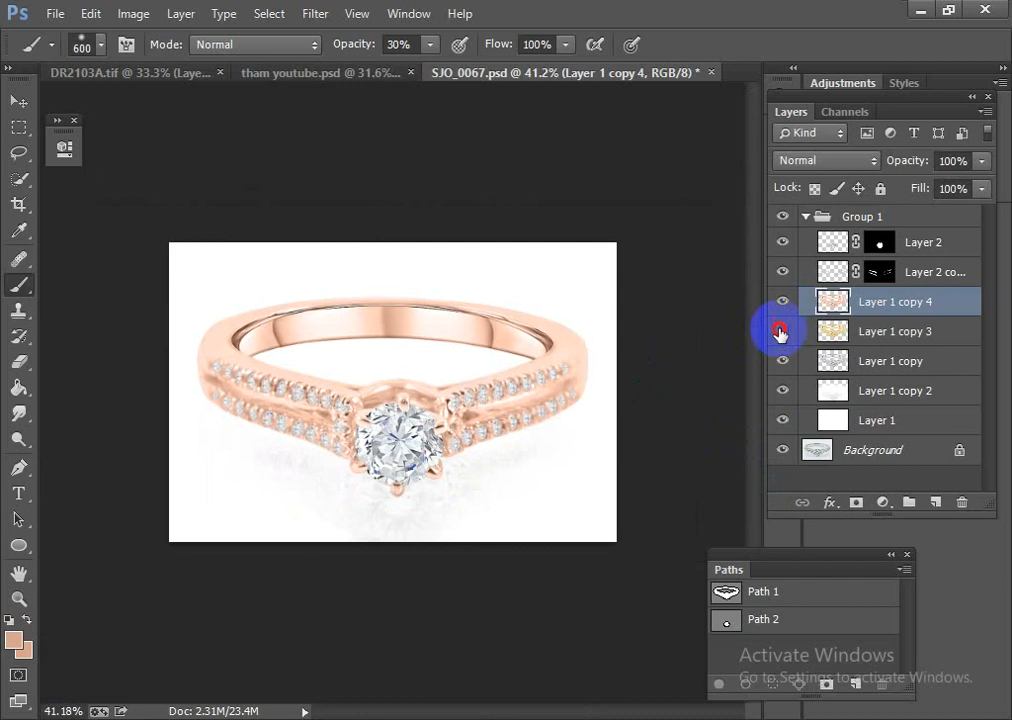 Ps File Edit Image Layer Type Select Filter View Window Help
600 Mode: Normal Opacity: 30% Flow: 100%
DR2103A.tif @ 33.3% (Laye... × tham youtube.psd @ 31.6%... × SJO_0067.psd @ 41.2% (Layer 1 copy 4, RGB/8) * ×
Adjustments Styles
Layers Channels
Kind
Normal Opacity: 100%
Lock: Fill: 100%
Group 1
Layer 2
Layer 2 co...
Layer 1 copy 4
Layer 1 copy 3
Layer 1 copy
Layer 1 copy 2
Layer 1
Background
fx
Paths
Path 1
Path 2
Activate Windows
Go to Settings to activate Windows.
41.18% Doc: 2.31M/23.4M